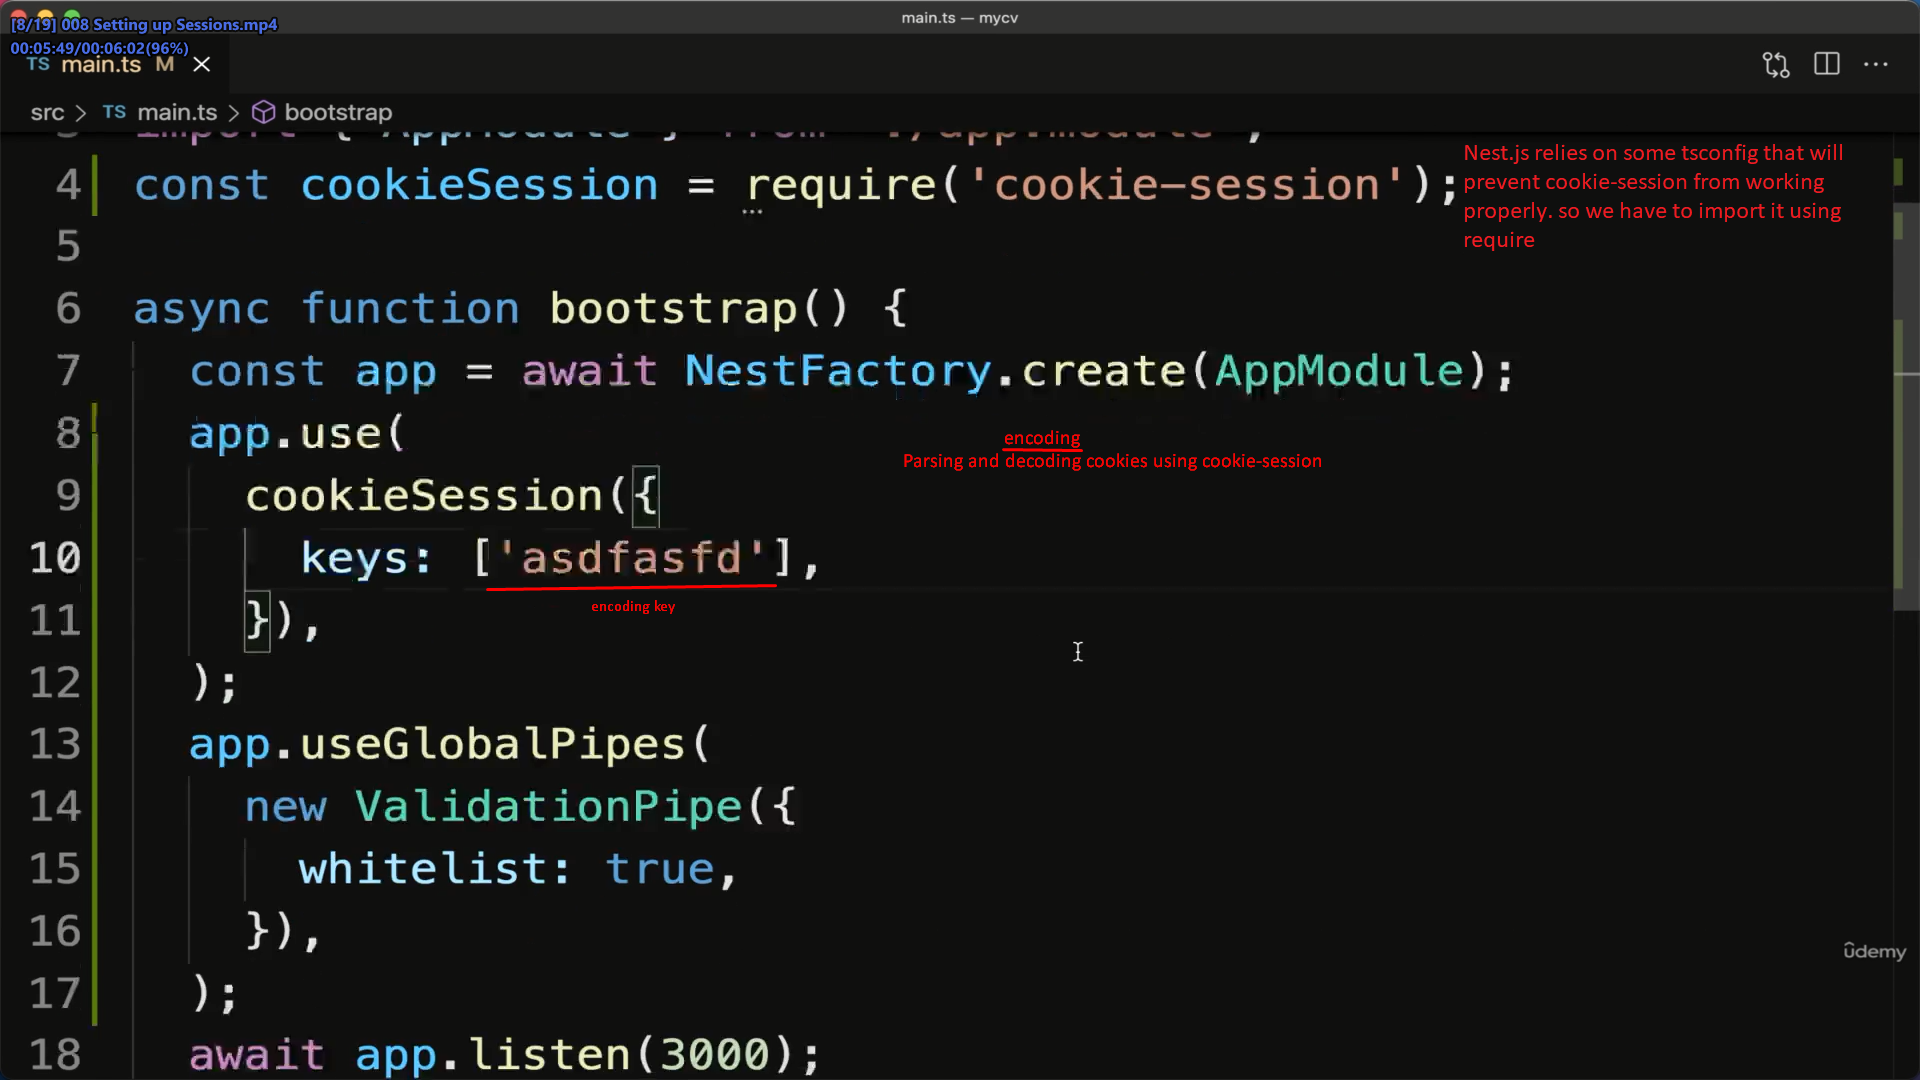 [8/19] 008 Setting up Sessions.mp4
main.ts — mycv
00:05:49/00:06:02(96%)
TS main.ts M
src > TS main.ts > bootstrap
3 import { AppModule } from './app.module';
4 const cookieSession = require('cookie-session');
Nest.js relies on some tsconfig that will
prevent cookie-session from working
properly. so we have to import it using
require
5
6 async function bootstrap() {
7 const app = await NestFactory.create(AppModule);
8 app.use(
encoding
Parsing and decoding cookies using cookie-session
9 cookieSession({
10 keys: ['asdfasfd'],
encoding key
11 }),
12 );
13 app.useGlobalPipes(
14 new ValidationPipe({
15 whitelist: true,
16 }),
ûdemy
17 );
18 await app.listen(3000);